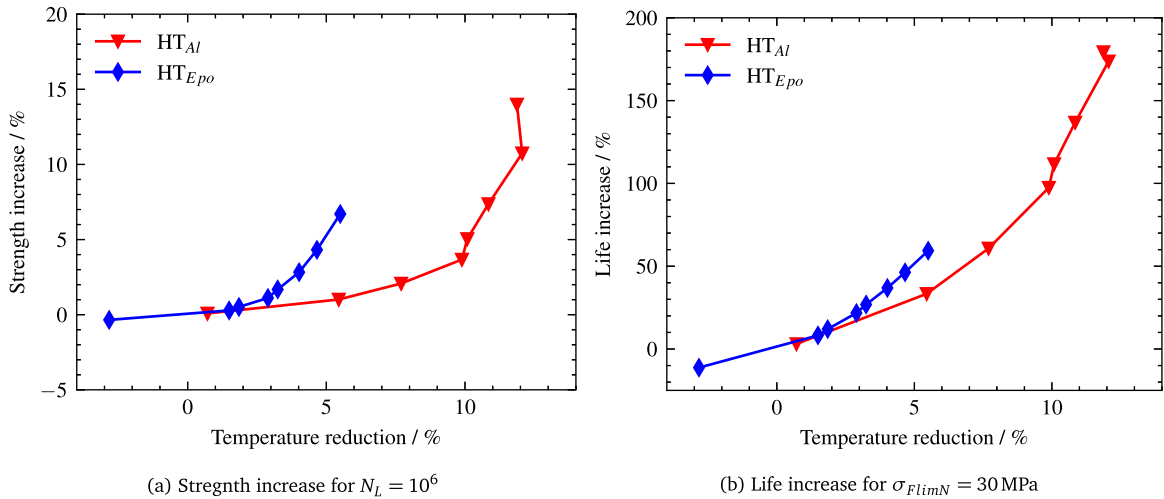 20
15
10
5
0
−5
Strength increase / %
HT_Al
HT_Epo
0
5
10
Temperature reduction / %
(a) Stregnth increase for N_L = 10^6
200
150
100
50
0
Life increase / %
HT_Al
HT_Epo
0
5
10
Temperature reduction / %
(b) Life increase for σ_FlimN = 30 MPa